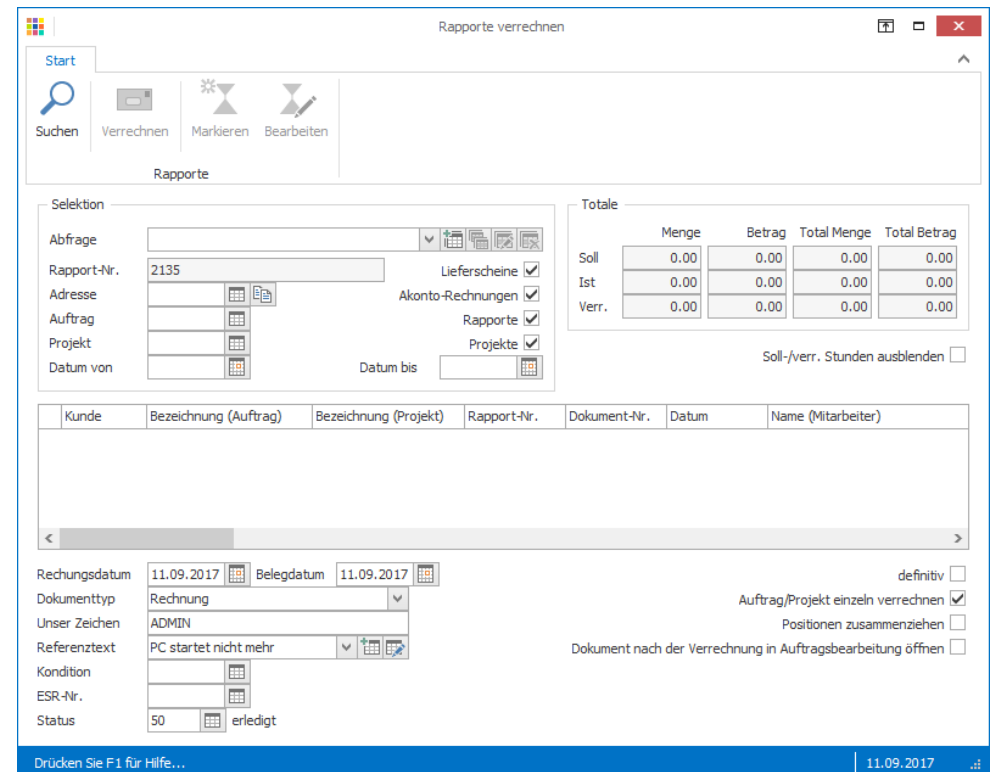 Rapporte verrechnen
Start
Suchen Verrechnen Markieren Bearbeiten
Rapporte
Selektion
Abfrage
Rapport-Nr. 2135 Lieferscheine
Adresse Akonto-Rechnungen
Auftrag Rapporte
Projekt Projekte
Datum von Datum bis
Totale
Menge Betrag Total Menge Total Betrag
Soll 0.00 0.00 0.00 0.00
Ist 0.00 0.00 0.00 0.00
Verr. 0.00 0.00 0.00 0.00
Soll-/verr. Stunden ausblenden
Kunde Bezeichnung (Auftrag) Bezeichnung (Projekt) Rapport-Nr. Dokument-Nr. Datum Name (Mitarbeiter)
Rechungsdatum 11.09.2017 Belegdatum 11.09.2017
Dokumenttyp Rechnung
Unser Zeichen ADMIN
Referenztext PC startet nicht mehr
Kondition
ESR-Nr.
Status 50 erledigt
definitiv
Auftrag/Projekt einzeln verrechnen
Positionen zusammenziehen
Dokument nach der Verrechnung in Auftragsbearbeitung öffnen
Drücken Sie F1 für Hilfe... 11.09.2017